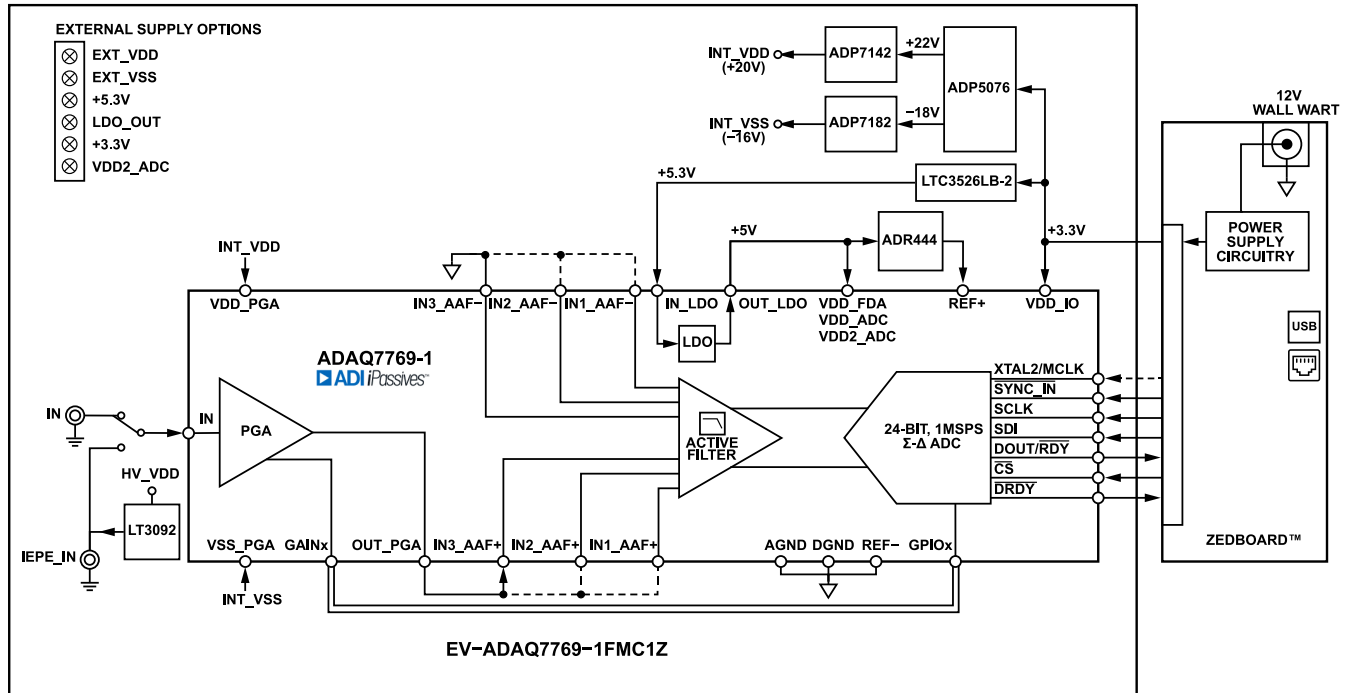 EXTERNAL SUPPLY OPTIONS
EXT_VDD
EXT_VSS
+5.3V
LDO_OUT
+3.3V
VDD2_ADC
INT_VDD
(+20V)
ADP7142
+22V
ADP5076
INT_VSS
(−16V)
ADP7182
−18V
+5.3V
LTC3526LB-2
12V
WALL WART
+5V
ADR444
+3.3V
POWER
SUPPLY
CIRCUITRY
INT_VDD
VDD_PGA
IN3_AAF−
IN2_AAF−
IN1_AAF−
IN_LDO
OUT_LDO
VDD_FDA
VDD_ADC
VDD2_ADC
REF+
VDD_IO
LDO
USB
ADAQ7769-1
ADI iPassives™
IN
IN
PGA
ACTIVE
FILTER
24-BIT, 1MSPS
Σ-Δ ADC
XTAL2/MCLK
SYNC_IN
SCLK
SDI
DOUT/RDY
CS
DRDY
HV_VDD
LT3092
IEPE_IN
VSS_PGA
GAINx
OUT_PGA
IN3_AAF+
IN2_AAF+
IN1_AAF+
AGND
DGND
REF−
GPIOx
ZEDBOARD™
INT_VSS
EV−ADAQ7769-1FMC1Z